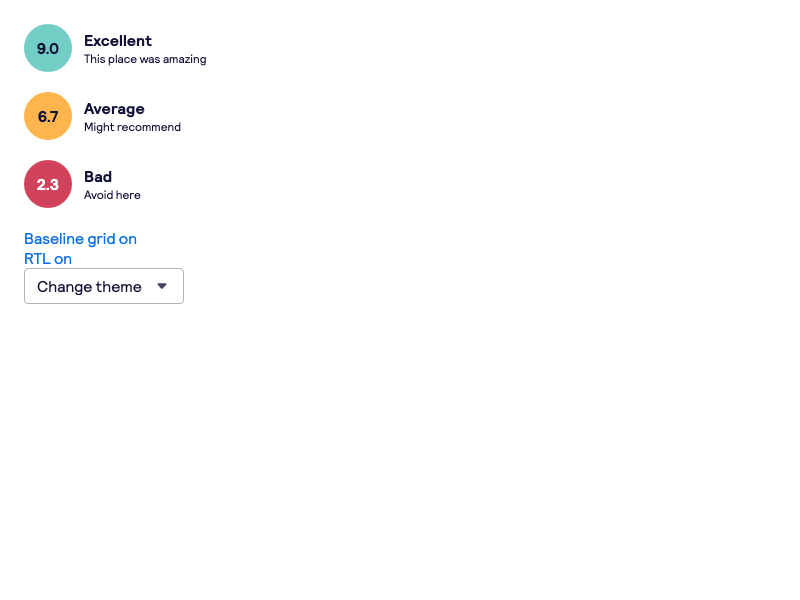 9.0
Excellent
This place was amazing
6.7
Average
Might recommend
2.3
Bad
Avoid here
Baseline grid on
RTL on
Change theme